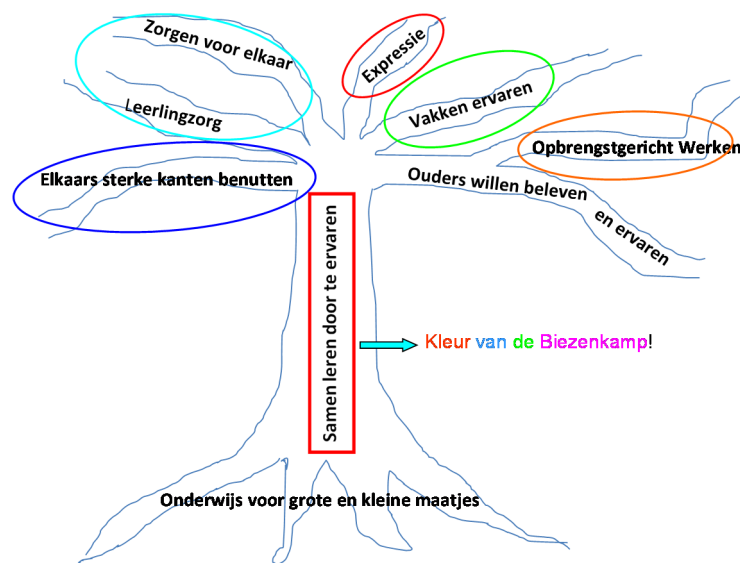 Zorgen voor elkaar
Expressie
Leerlingzorg
Vakken ervaren
Opbrengstgericht Werken
Elkaars sterke kanten benutten
Ouders willen beleven
en ervaren
Samen leren door te ervaren
Kleur van de Biezenkamp!
Onderwijs voor grote en kleine maatjes